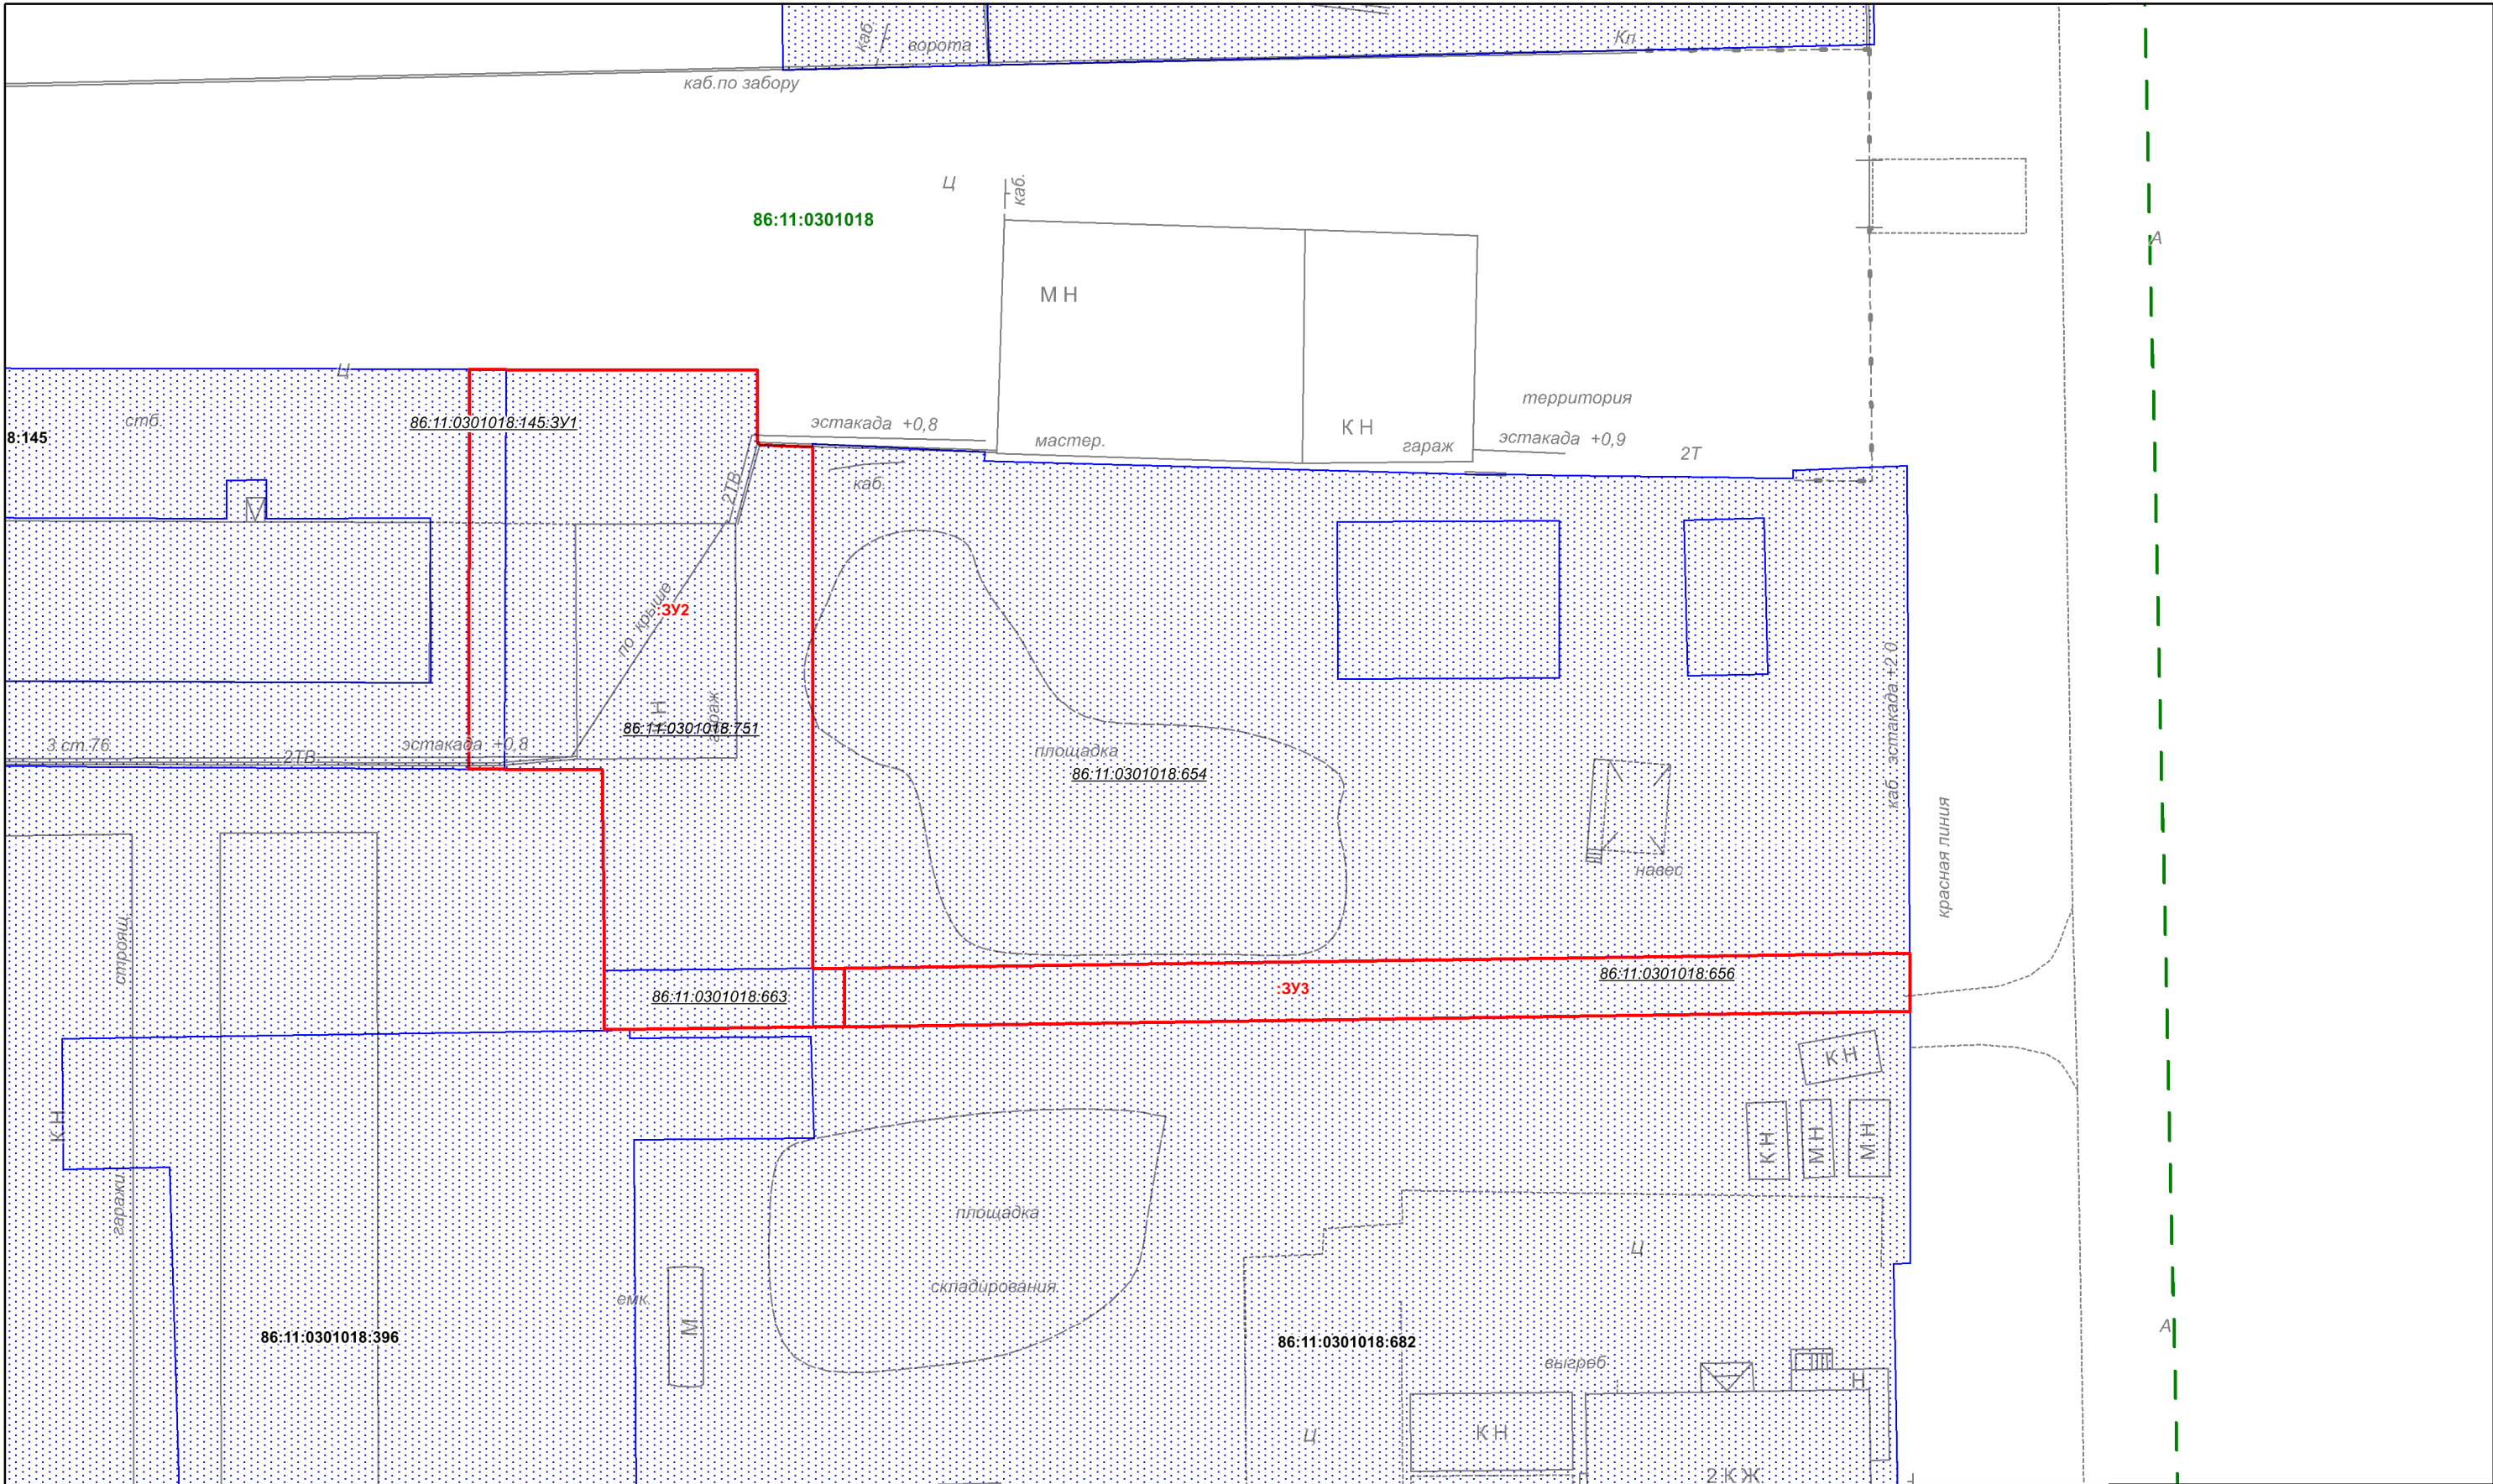 каб.
ворота
Кл
каб.по забору
Ц
каб.
86:11:0301018
А
М Н
Ц
территория
стб.
86:11:0301018:145:ЗУ1
эстакада +0,8
К Н
8:145
мастер.
гараж
эстакада +0,9
2Т
2ТВ
каб.
по крыше
:ЗУ2
каб. эстакада +2.0
К Н
гараж
86:11:0301018:751
3 ст.76
эстакада +0,8
2ТВ
площадка
86:11:0301018:654
навес
красная линия
строящ.
86:11:0301018:656
86:11:0301018:663
:ЗУ3
К Н
К Н
К Н
М Н
М Н
гаражи
площадка
Ц
складирования
емк.
М
А
86:11:0301018:396
86:11:0301018:682
выгреб
Н
К Н
Ц
2 К Ж